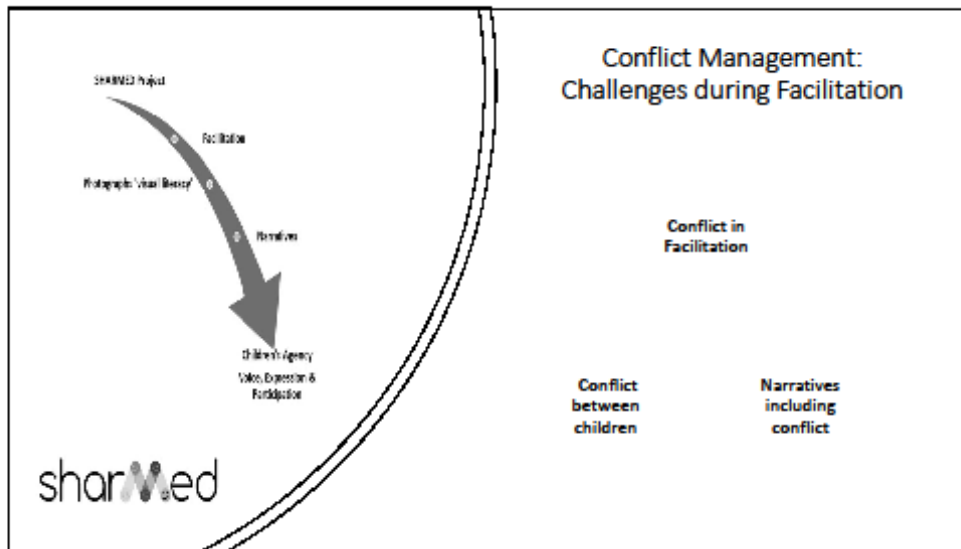 SHARMED Project
Facilitation
Photographs 'visual literacy'
Narratives
Children's Agency
Voice, Expression &
Participation
sharMed
Conflict Management:
Challenges during Facilitation
Conflict in
Facilitation
Conflict
between
children
Narratives
including
conflict